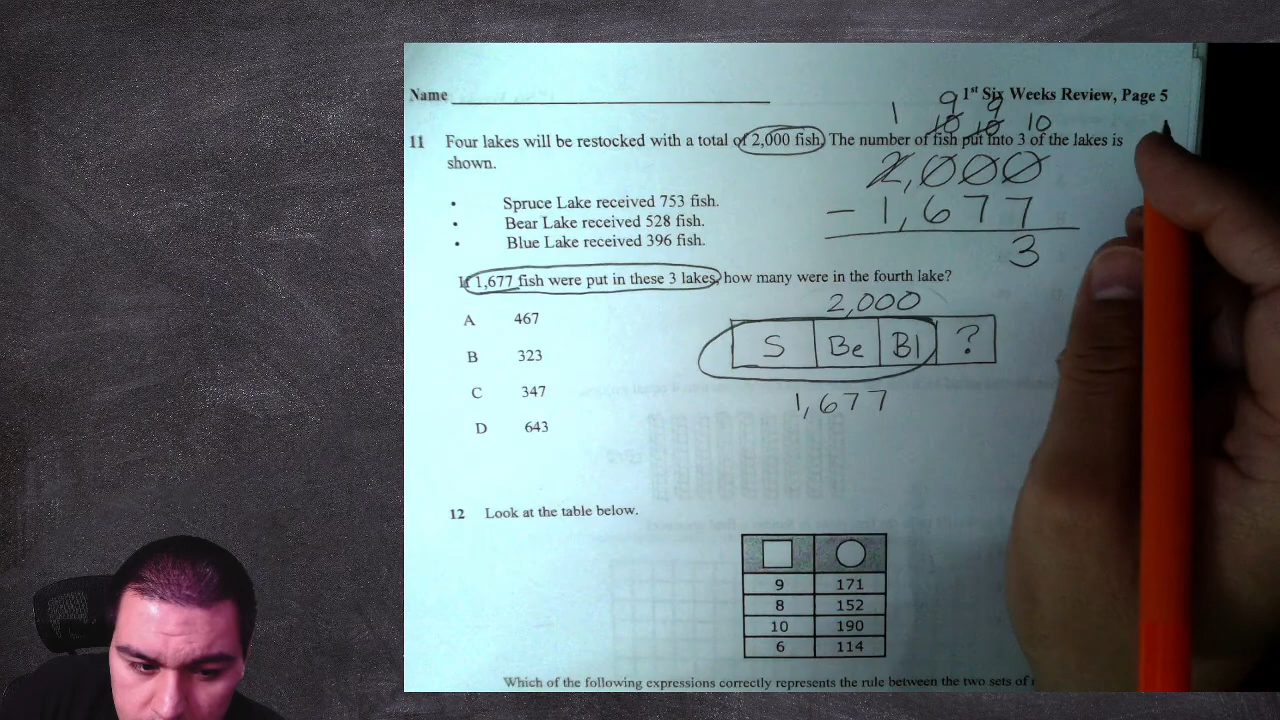 Name 1st Six Weeks Review, Page 5
1 9 9
10 10 10
11 Four lakes will be restocked with a total of 2,000 fish. The number of fish put into 3 of the lakes is
shown.
2,000
• Spruce Lake received 753 fish.
- 1,677
• Bear Lake received 528 fish.
• Blue Lake received 396 fish.
3
If 1,677 fish were put in these 3 lakes, how many were in the fourth lake?
2,000
A 467
S Be Bl ?
B 323
C 347
1,677
D 643
12 Look at the table below.
9 171
8 152
10 190
6 114
Which of the following expressions correctly represents the rule between the two sets of